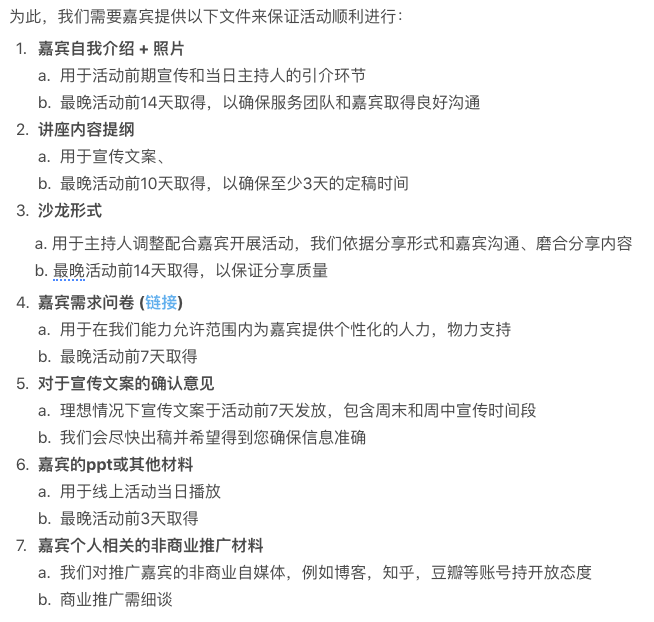 为此，我们需要嘉宾提供以下文件来保证活动顺利进行：
1. 嘉宾自我介绍 + 照片
a. 用于活动前期宣传和当日主持人的引介环节
b. 最晚活动前14天取得，以确保服务团队和嘉宾取得良好沟通
2. 讲座内容提纲
a. 用于宣传文案、
b. 最晚活动前10天取得，以确保至少3天的定稿时间
3. 沙龙形式
a. 用于主持人调整配合嘉宾开展活动，我们依据分享形式和嘉宾沟通、磨合分享内容
b. 最晚活动前14天取得，以保证分享质量
4. 嘉宾需求问卷 (链接)
a. 用于在我们能力允许范围内为嘉宾提供个性化的人力，物力支持
b. 最晚活动前7天取得
5. 对于宣传文案的确认意见
a. 理想情况下宣传文案于活动前7天发放，包含周末和周中宣传时间段
b. 我们会尽快出稿并希望得到您确保信息准确
6. 嘉宾的ppt或其他材料
a. 用于线上活动当日播放
b. 最晚活动前3天取得
7. 嘉宾个人相关的非商业推广材料
a. 我们对推广嘉宾的非商业自媒体，例如博客，知乎，豆瓣等账号持开放态度
b. 商业推广需细谈